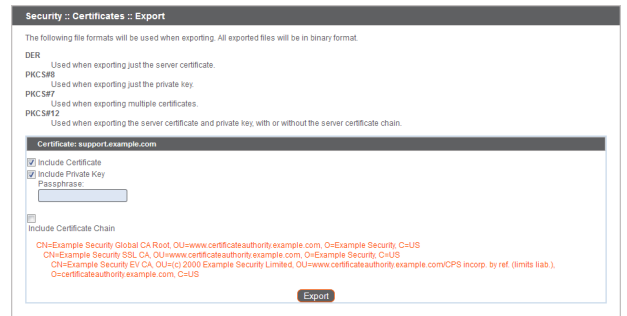 Security :: Certificates :: Export
The following file formats will be used when exporting. All exported files will be in binary format.
DER
Used when exporting just the server certificate.
PKCS#8
Used when exporting just the private key.
PKCS#7
Used when exporting multiple certificates.
PKCS#12
Used when exporting the server certificate and private key, with or without the server certificate chain.
Certificate: support.example.com
Include Certificate
Include Private Key
Passphrase:
Include Certificate Chain
CN=Example Security Global CA Root, OU=www.certificateauthority.example.com, O=Example Security, C=US
CN=Example Security SSL CA, OU=www.certificateauthority.example.com, O=Example Security, C=US
CN=Example Security EV CA, OU=(c) 2000 Example Security Limited, OU=www.certificateauthority.example.com/CPS incorp. by ref. (limits liab.),
O=certificateauthority.example.com, C=US
Export